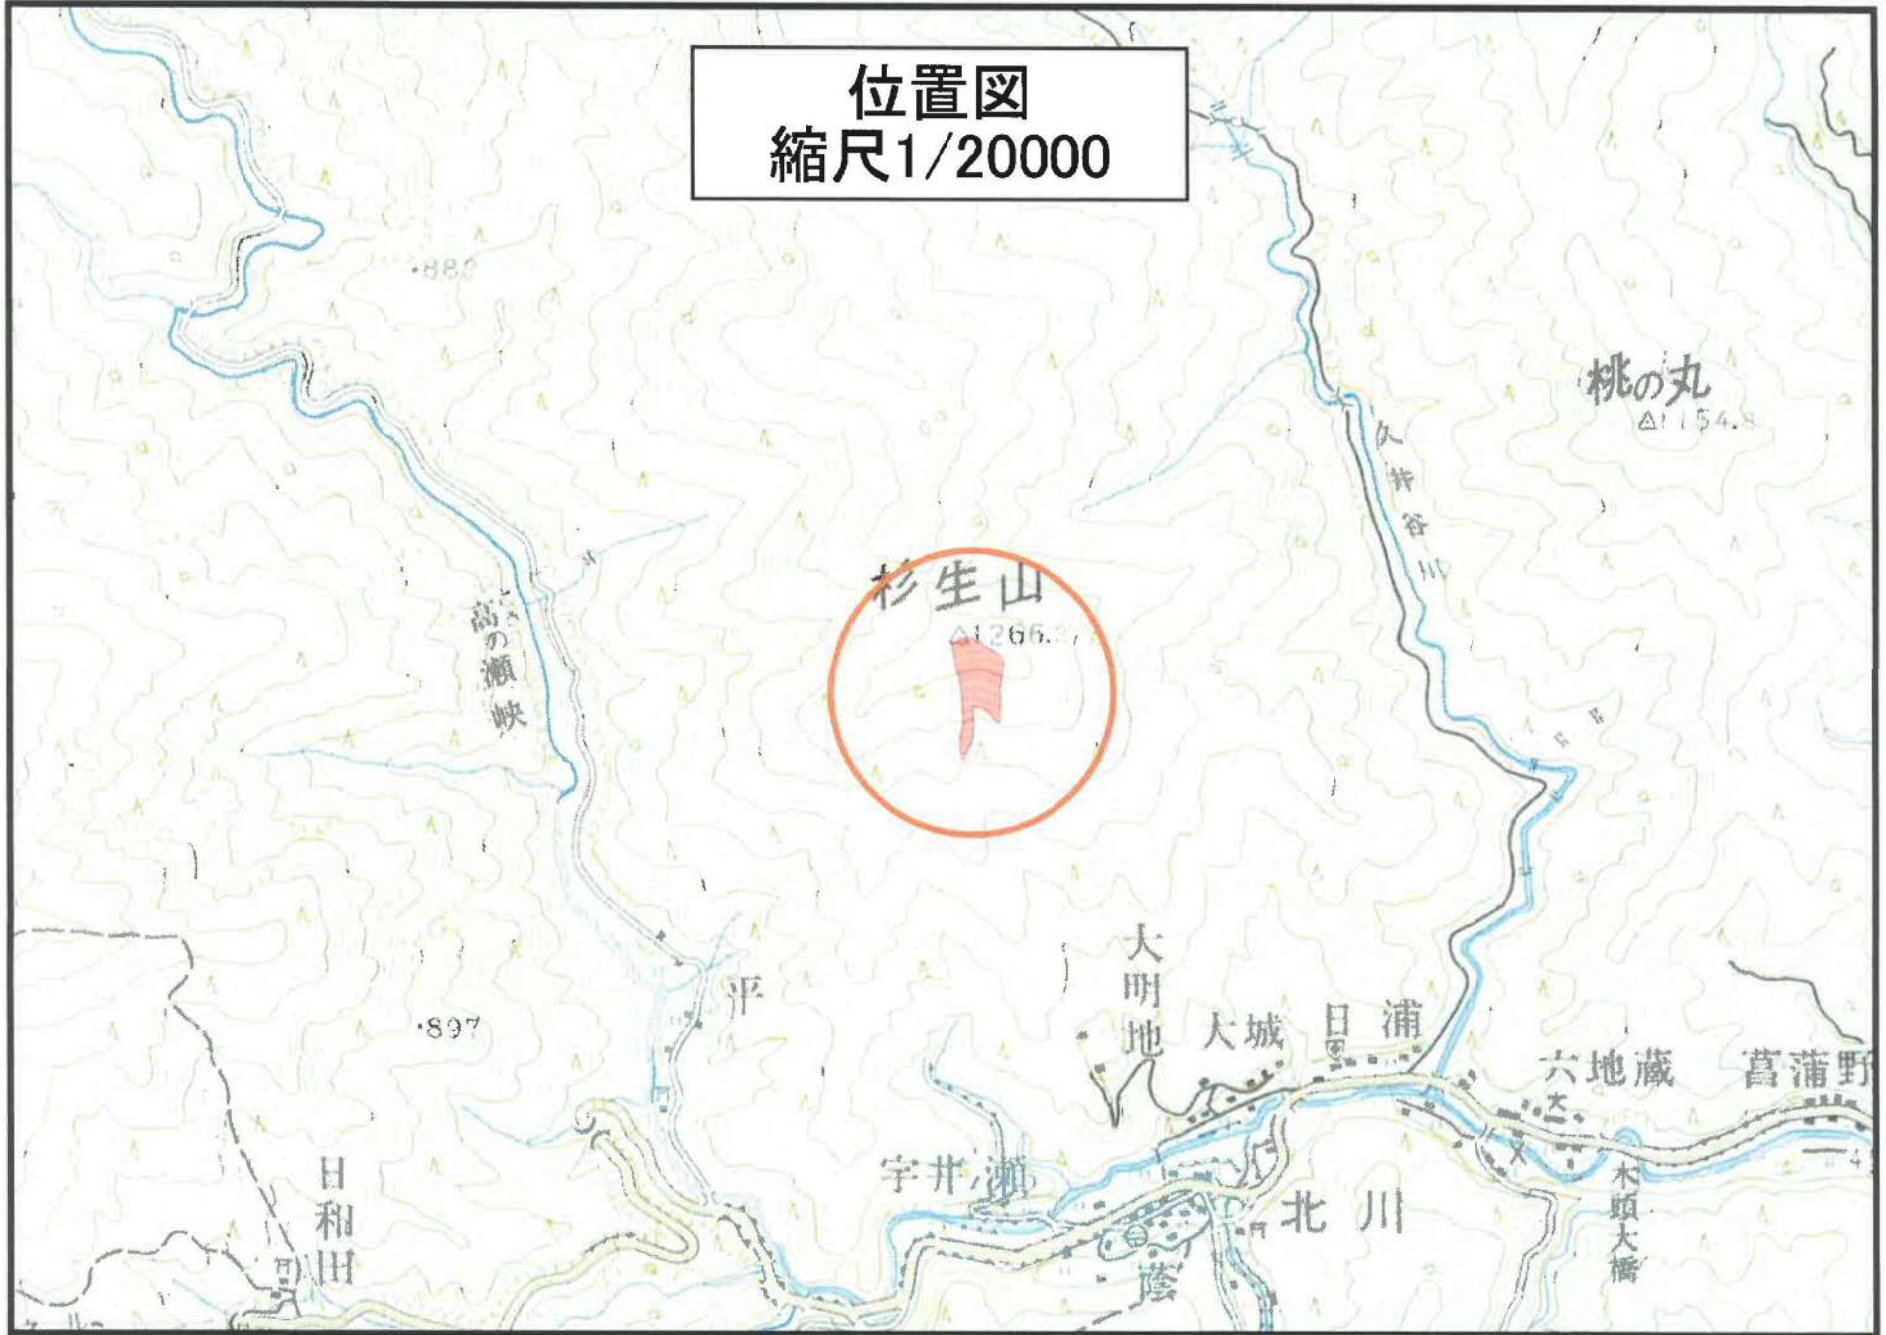 位置図
縮尺1/20000
桃の丸
久井谷川
杉生山
高の瀬峡
平
・897
大明地
大城
日浦
六地蔵
菖蒲野
日和田
宇井瀬
北川
木頭大橋
蔭